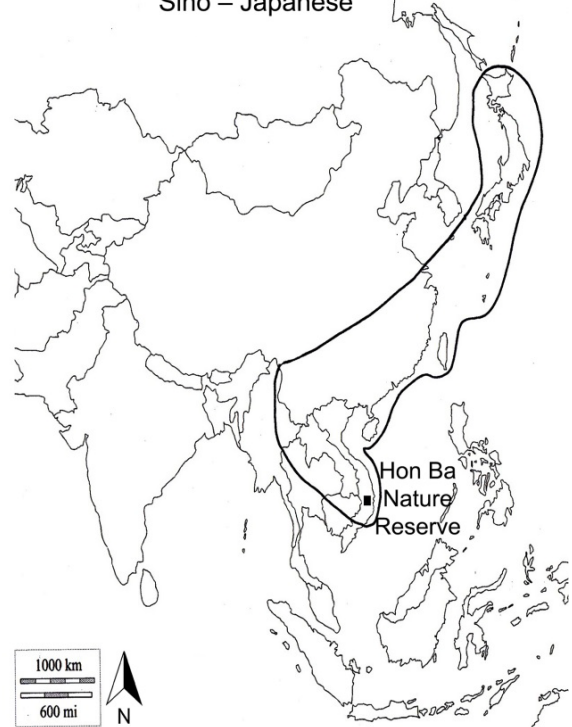 Sino – Japanese
Hon Ba
Nature
Reserve
1000 km
600 mi
N